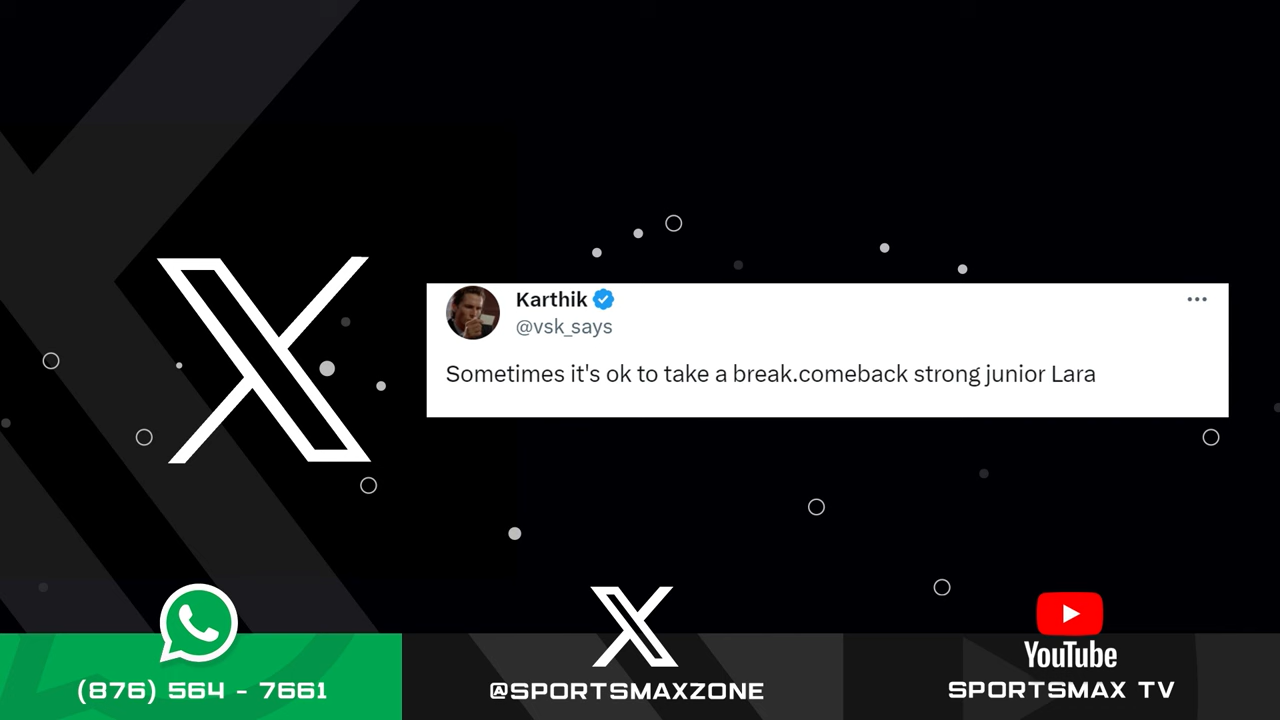 Karthik
@vsk_says
Sometimes it's ok to take a break.comeback strong junior Lara
(876) 564 - 7661
@SPORTSMAXZONE
YouTube
SPORTSMAX TV